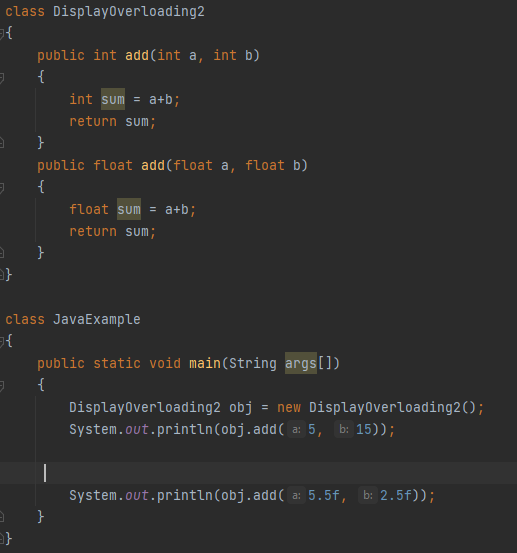 class DisplayOverloading2
{
public int add(int a, int b)
{
int sum = a+b;
return sum;
}
public float add(float a, float b)
{
float sum = a+b;
return sum;
}
}
class JavaExample
{
public static void main(String args[])
{
DisplayOverloading2 obj = new DisplayOverloading2();
System.out.println(obj.add( a: 5, b: 15));
System.out.println(obj.add( a: 5.5f, b: 2.5f));
}
}